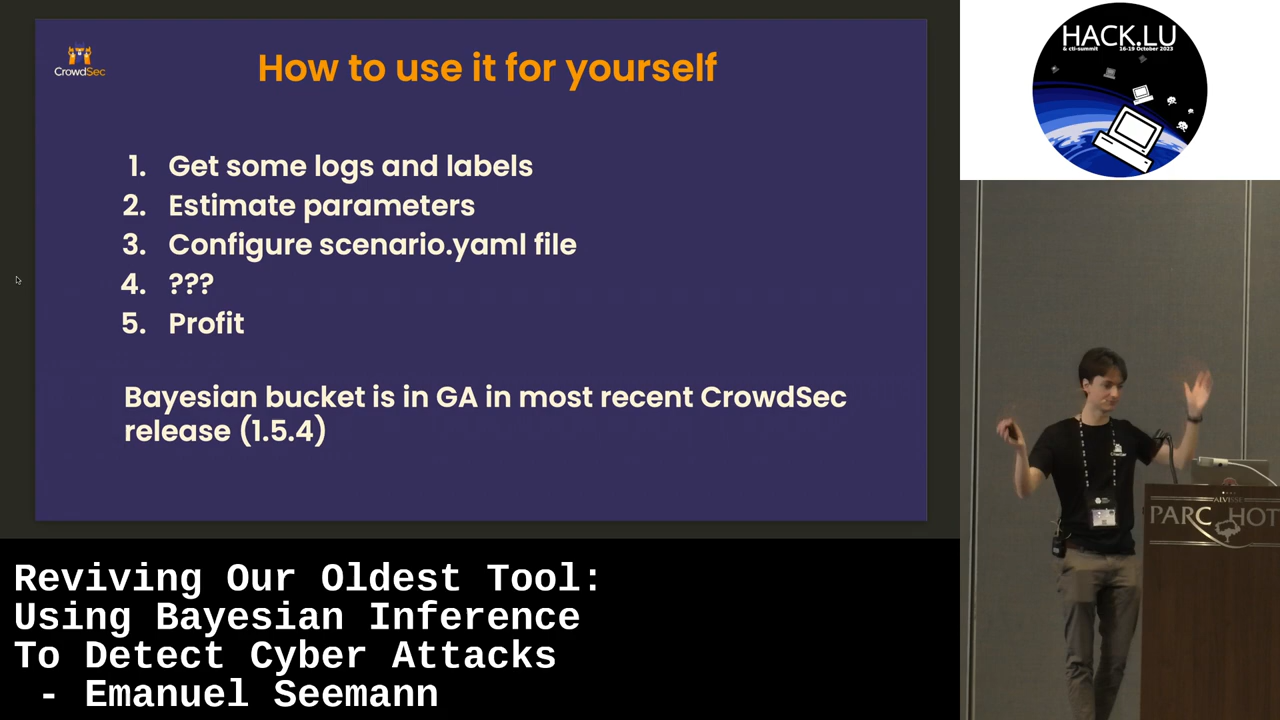 CrowdSec
How to use it for yourself
1. Get some logs and labels
2. Estimate parameters
3. Configure scenario.yaml file
4. ???
5. Profit
Bayesian bucket is in GA in most recent CrowdSec
release (1.5.4)
HACK.LU
& cti-summit 16-19 October 2023
ALVISSE
PARC HOT
Reviving Our Oldest Tool:
Using Bayesian Inference
To Detect Cyber Attacks
- Emanuel Seemann